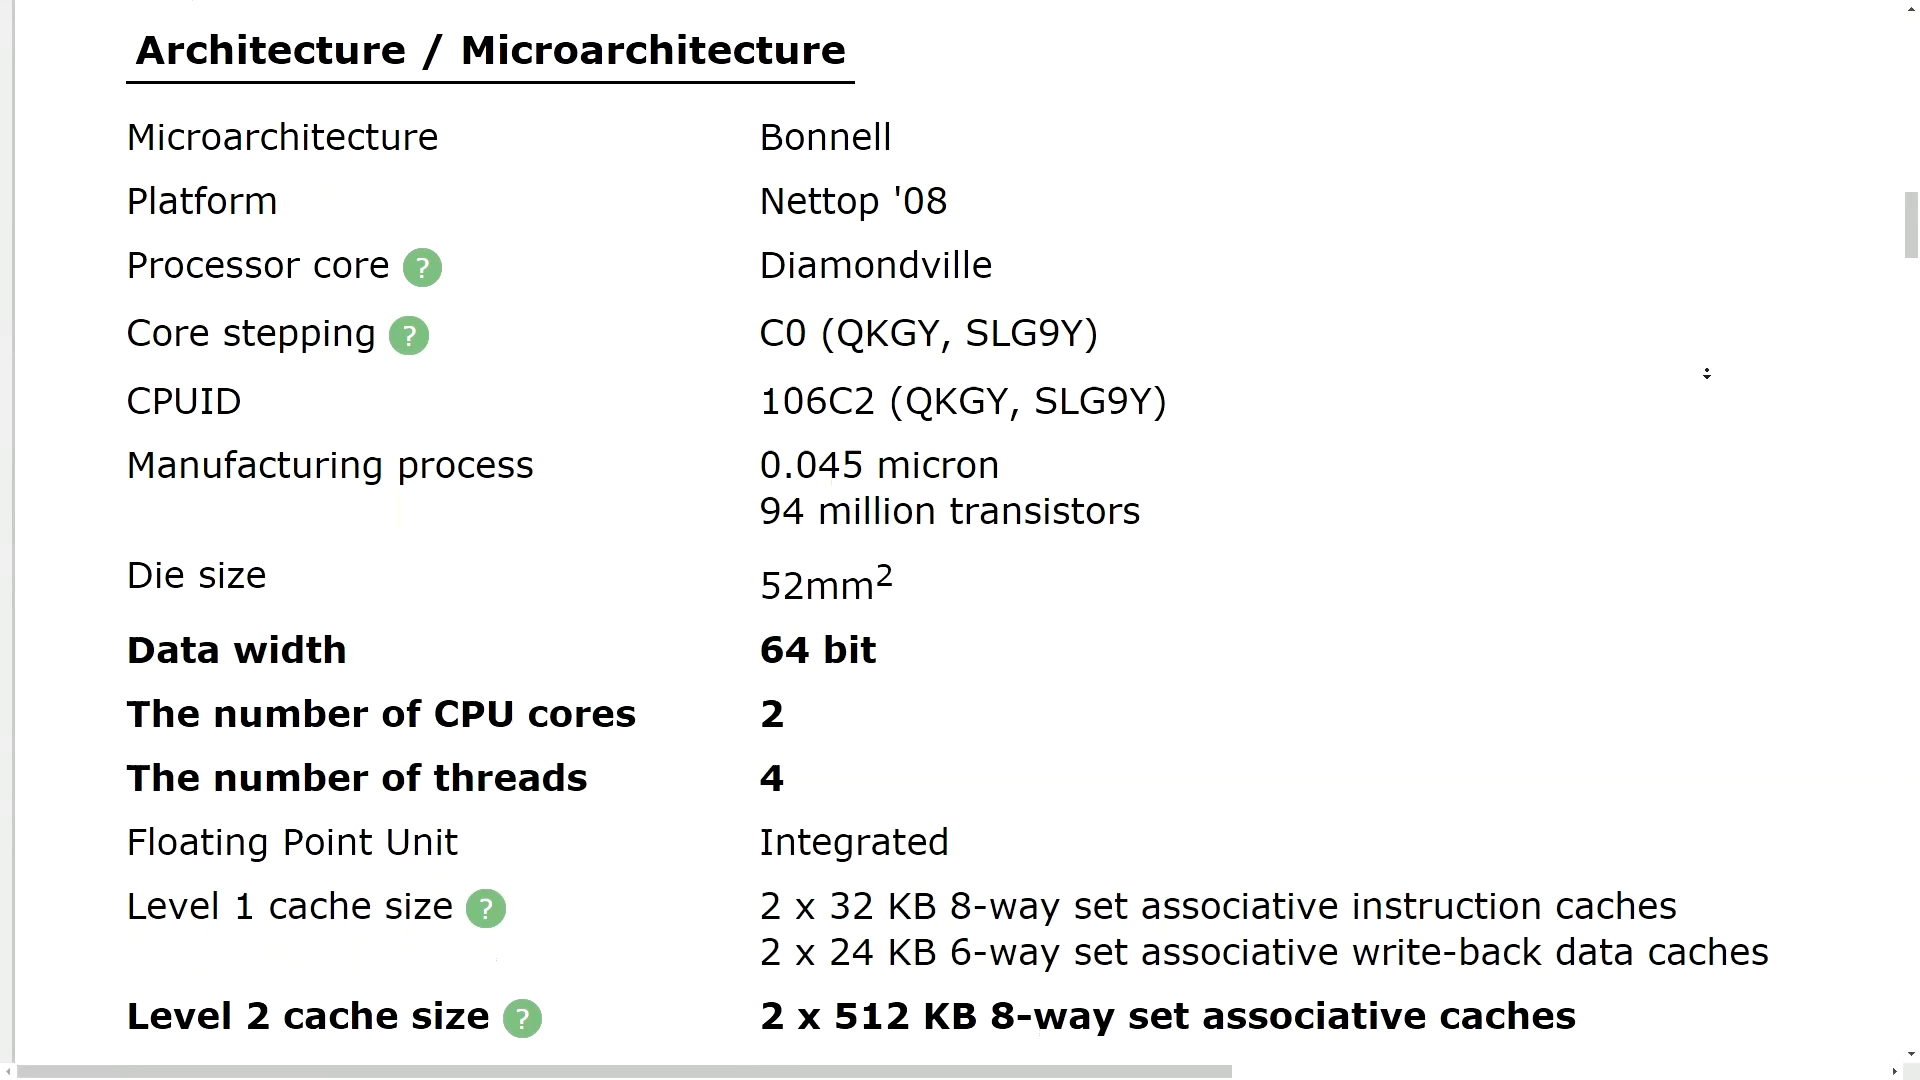 Architecture / Microarchitecture
Microarchitecture Bonnell
Platform Nettop '08
Processor core ? Diamondville
Core stepping ? C0 (QKGY, SLG9Y)
CPUID 106C2 (QKGY, SLG9Y)
Manufacturing process 0.045 micron
94 million transistors
Die size 52mm²
Data width 64 bit
The number of CPU cores 2
The number of threads 4
Floating Point Unit Integrated
Level 1 cache size ? 2 x 32 KB 8-way set associative instruction caches
2 x 24 KB 6-way set associative write-back data caches
Level 2 cache size ? 2 x 512 KB 8-way set associative caches